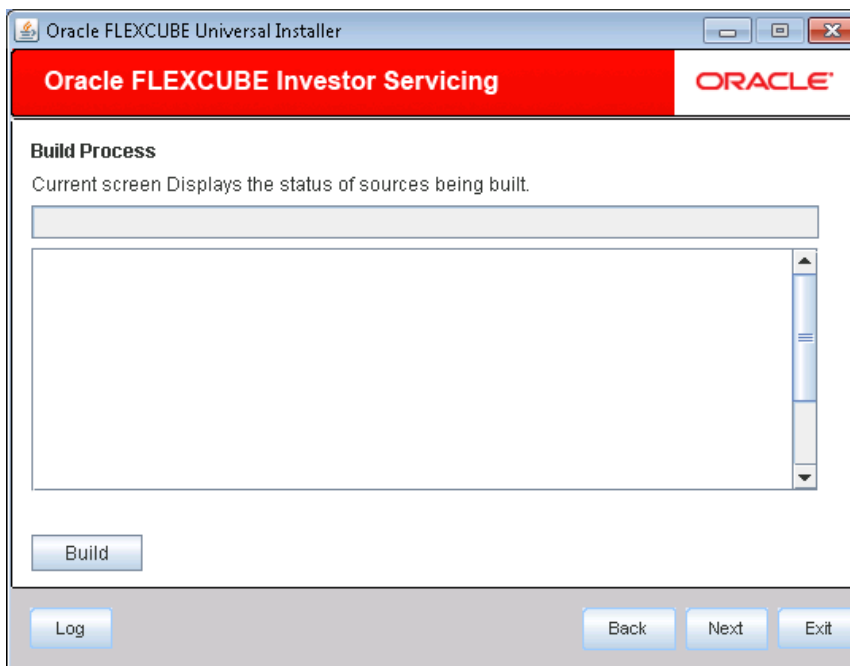 Oracle FLEXCUBE Universal Installer
Oracle FLEXCUBE Investor Servicing
ORACLE
Build Process
Current screen Displays the status of sources being built.
Build
Log
Back
Next
Exit